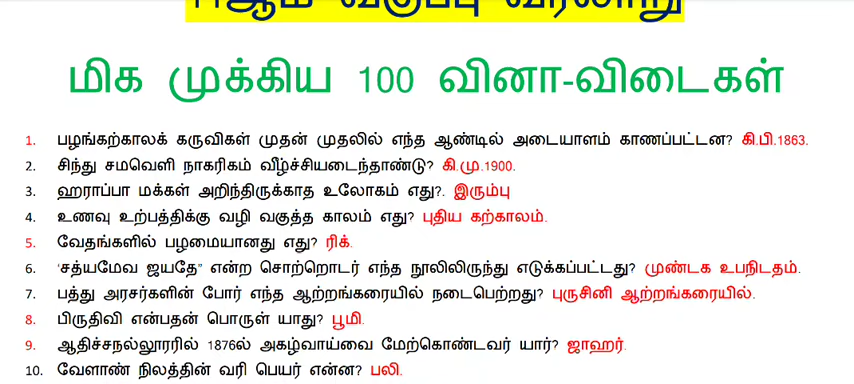 11ஆம் வகுப்பு வரலாறு
மிக முக்கிய 100 வினா-விடைகள்
1. பழங்கற்காலக் கருவிகள் முதன் முதலில் எந்த ஆண்டில் அடையாளம் காணப்பட்டன? கி.பி.1863.
2. சிந்து சமவெளி நாகரிகம் வீழ்ச்சியடைந்தாண்டு? கி.மு.1900.
3. ஹராப்பா மக்கள் அறிந்திருக்காத உலோகம் எது?. இரும்பு
4. உணவு உற்பத்திக்கு வழி வகுத்த காலம் எது? புதிய கற்காலம்.
5. வேதங்களில் பழமையானது எது? ரிக்.
6. ‘சத்யமேவ ஜயதே” என்ற சொற்றொடர் எந்த நூலிலிருந்து எடுக்கப்பட்டது? முண்டக உபநிடதம்.
7. பத்து அரசர்களின் போர் எந்த ஆற்றங்கரையில் நடைபெற்றது? புருசினி ஆற்றங்கரையில்.
8. பிருதிவி என்பதன் பொருள் யாது? பூமி.
9. ஆதிச்சநல்லூரரில் 1876ல் அகழ்வாய்வை மேற்கொண்டவர் யார்? ஜாஹர்.
10. வேளாண் நிலத்தின் வரி பெயர் என்ன? பலி.